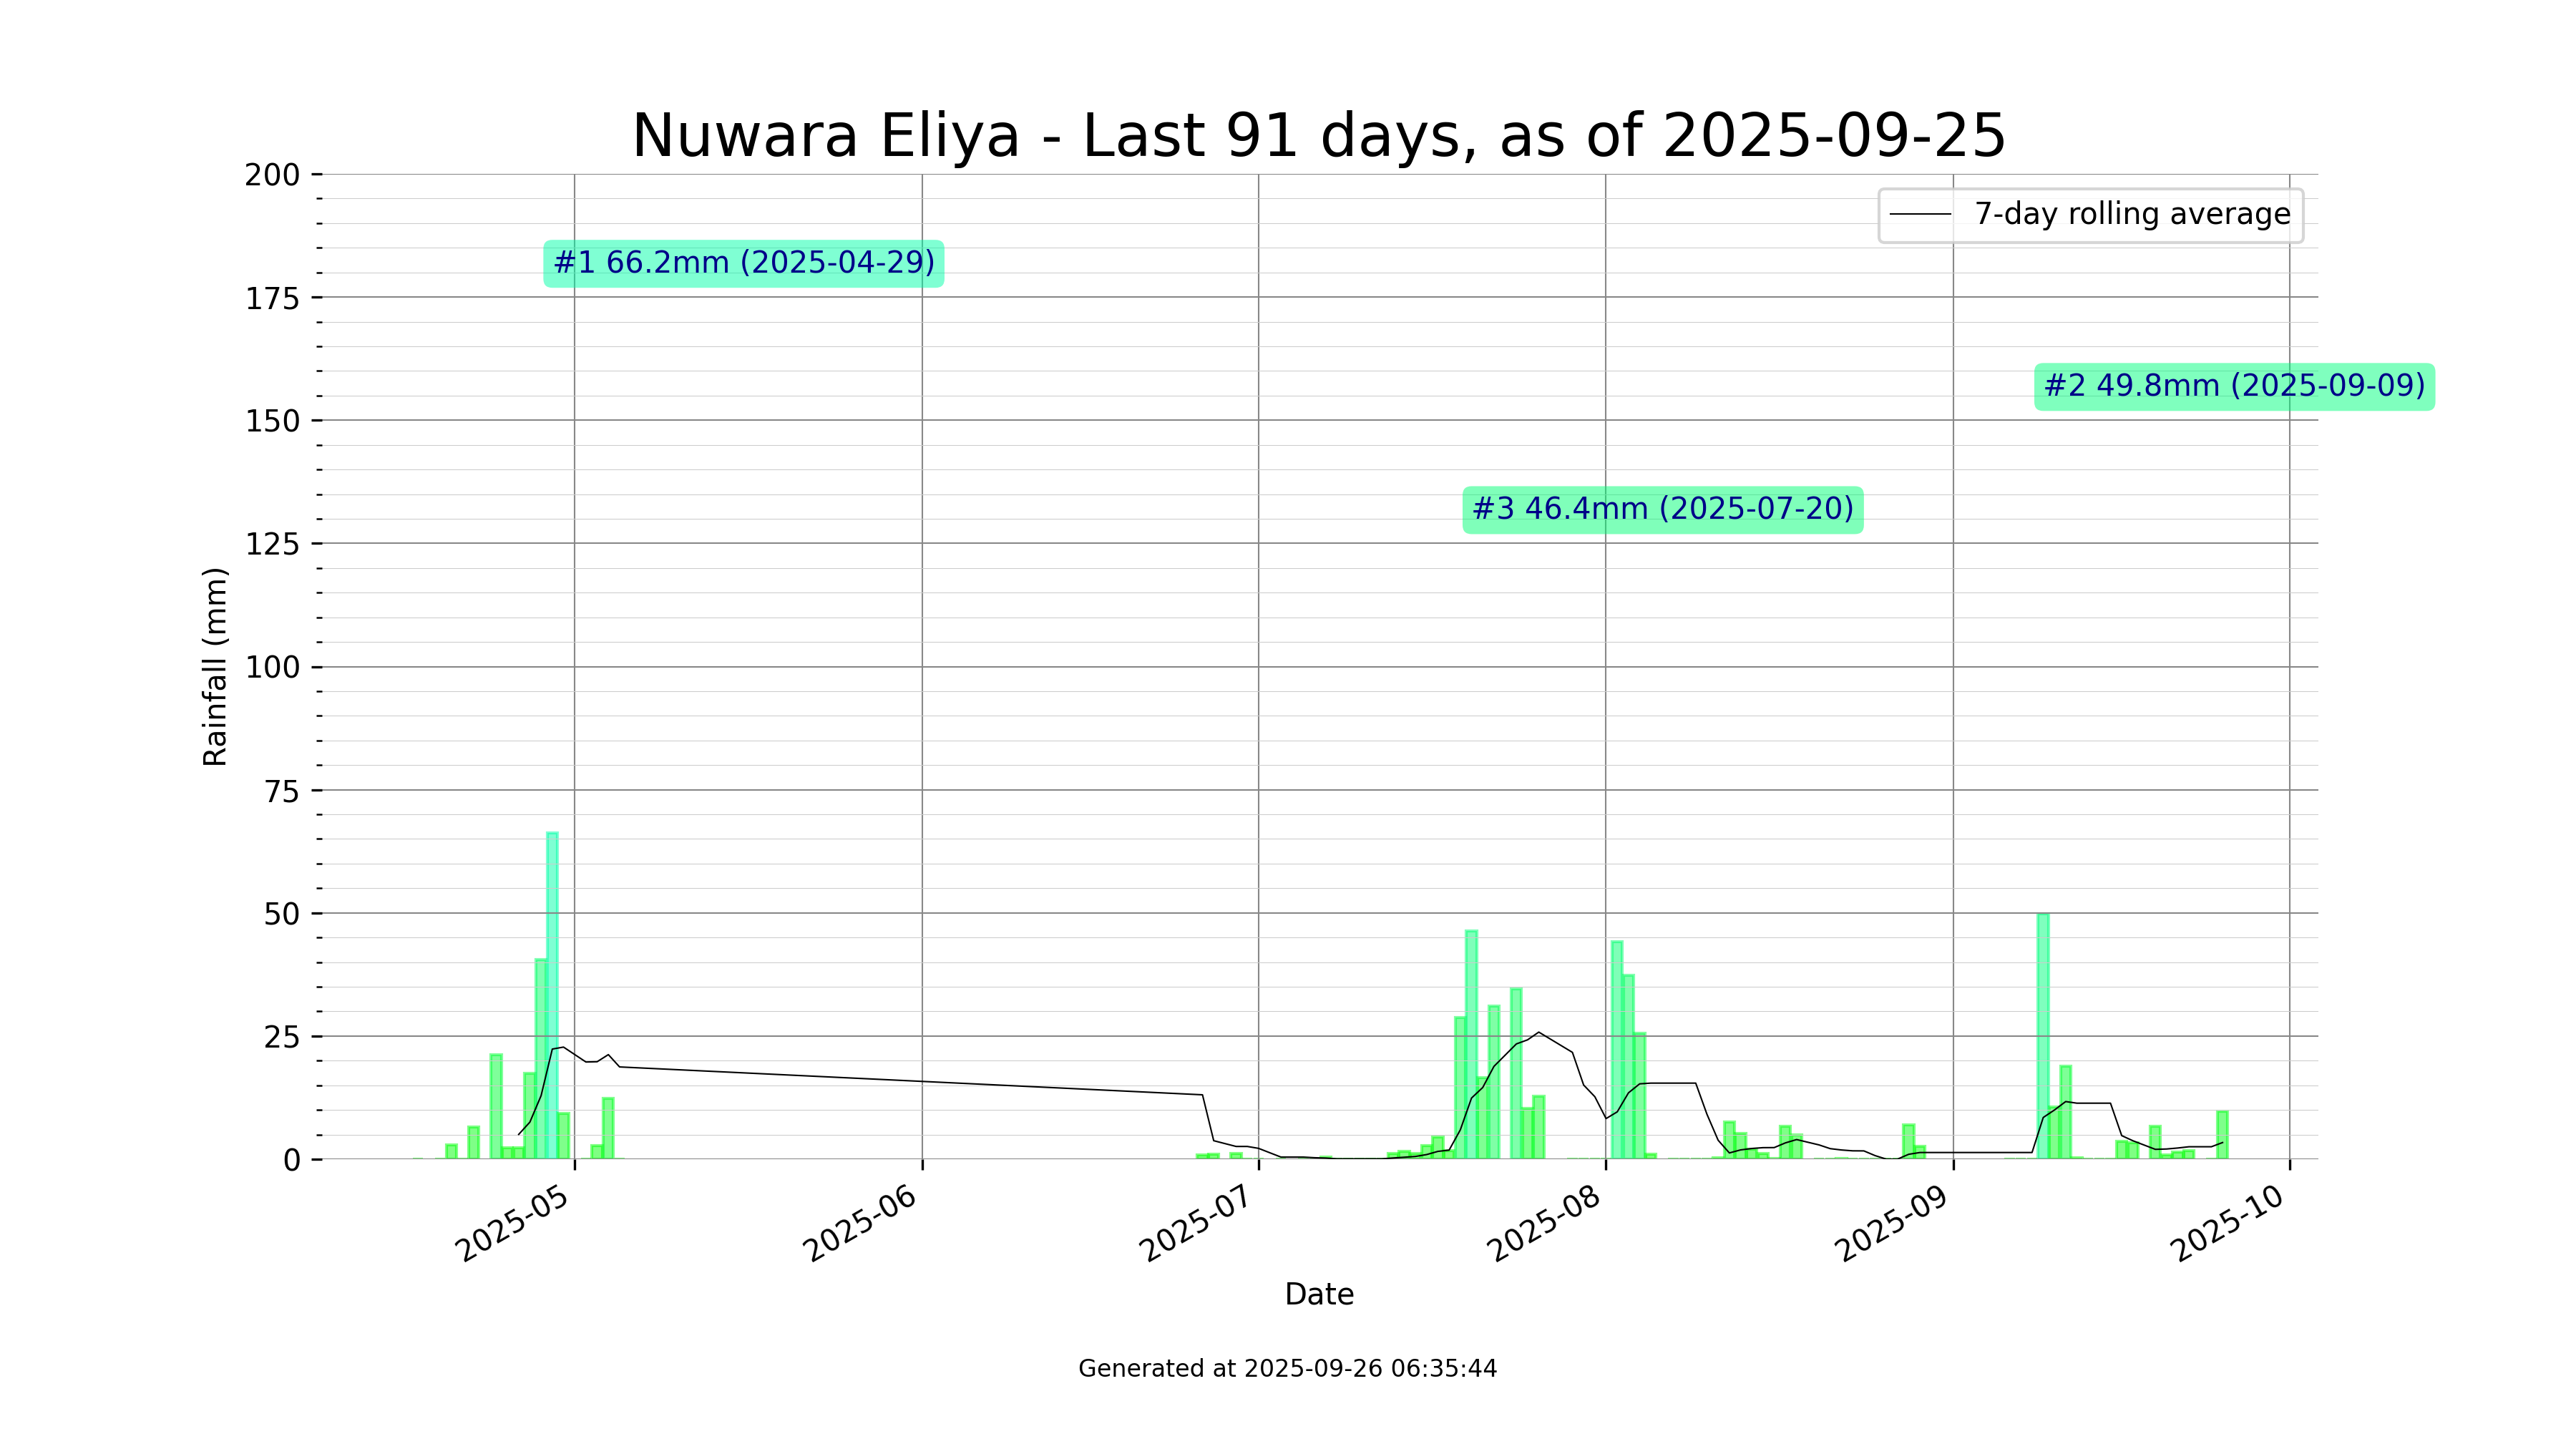 Nuwara Eliya - Last 91 days, as of 2025-09-25
200
175
150
125
100
75
50
25
0
Rainfall (mm)
7-day rolling average
#1 66.2mm (2025-04-29)
#2 49.8mm (2025-09-09)
#3 46.4mm (2025-07-20)
2025-05
2025-06
2025-07
2025-08
2025-09
2025-10
Date
Generated at 2025-09-26 06:35:44